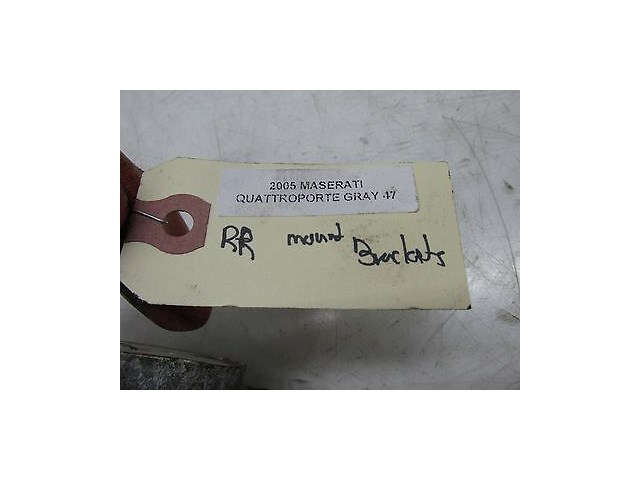 2005 MASERATI
QUATTROPORTE GRAY 47
RR mount Brackets